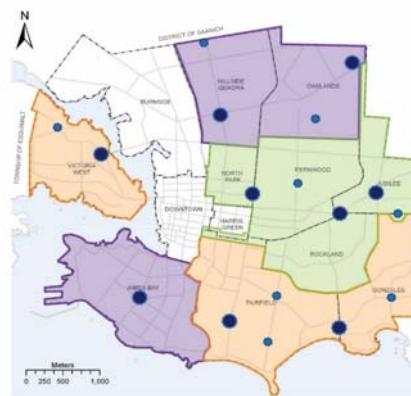 N
DISTRICT OF SAANICH
TOWNSHIP OF ESQUIMALT
HILLSIDE
QUADRA
OAKLANDS
BURNSIDE
VICTORIA
WEST
NORTH
PARK
FERNWOOD
JUBILEE
DOWNTOWN
HARRIS
GREEN
ROCKLAND
JAMES BAY
FAIRFIELD
GONZALES
Meters
0 250 500 1,000